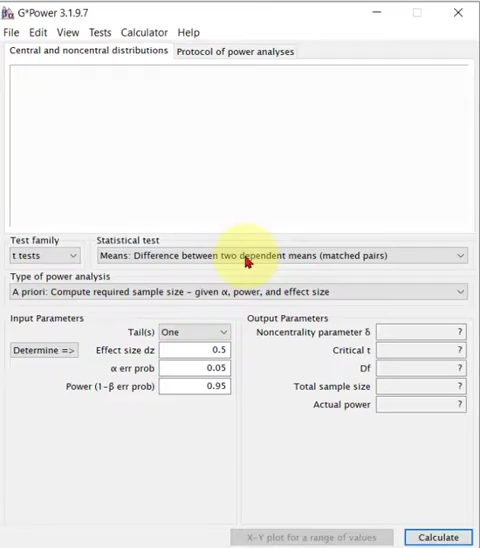 G*Power 3.1.9.7
File Edit View Tests Calculator Help
Central and noncentral distributions Protocol of power analyses
Test family Statistical test
t tests Means: Difference between two dependent means (matched pairs)
Type of power analysis
A priori: Compute required sample size - given α, power, and effect size
Input Parameters Output Parameters
Tail(s) One Noncentrality parameter δ ?
Determine => Effect size dz 0.5 Critical t ?
α err prob 0.05 Df ?
Power (1-β err prob) 0.95 Total sample size ?
Actual power ?
X-Y plot for a range of values Calculate